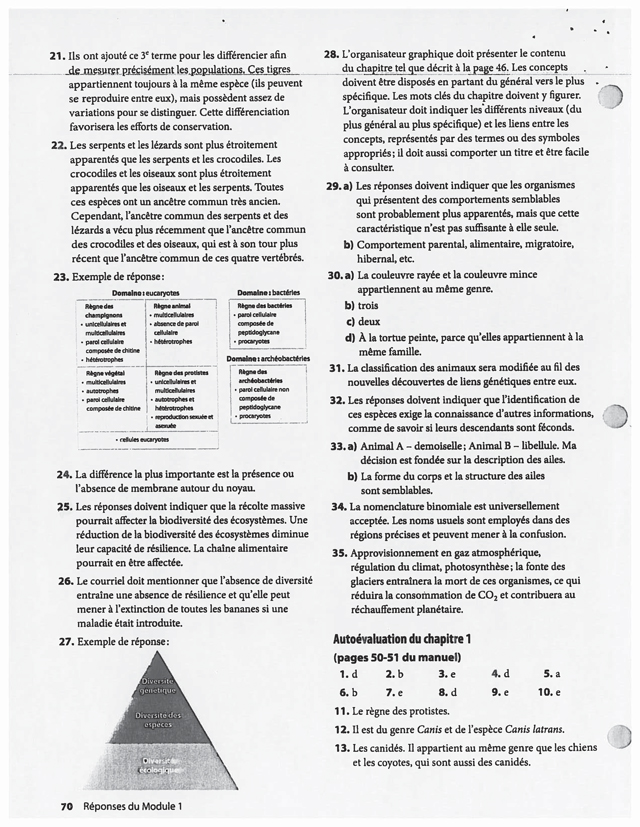 21. Ils ont ajouté ce 3e terme pour les différencier afin
de mesurer précisément les populations. Ces tigres
appartiennent toujours à la même espèce (ils peuvent
se reproduire entre eux), mais possèdent assez de
variations pour se distinguer. Cette différenciation
favorisera les efforts de conservation.
22. Les serpents et les lézards sont plus étroitement
apparentés que les serpents et les crocodiles. Les
crocodiles et les oiseaux sont plus étroitement
apparentés que les oiseaux et les serpents. Toutes
ces espèces ont un ancêtre commun très ancien.
Cependant, l'ancêtre commun des serpents et des
lézards a vécu plus récemment que l'ancêtre commun
des crocodiles et des oiseaux, qui est à son tour plus
récent que l'ancêtre commun de ces quatre vertébrés.
23. Exemple de réponse :
Domaine : eucaryotes
Règne des
champignons
• unicellulaires et
multicellulaires
• paroi cellulaire
composée de chitine
• hétérotrophes
Règne animal
• multicellulaires
• absence de paroi
cellulaire
• hétérotrophes
Règne végétal
• multicellulaires
• autotrophes
• paroi cellulaire
composée de chitine
Règne des protistes
• unicellulaires et
multicellulaires
• autotrophes et
hétérotrophes
• reproduction sexuée et
asexuée
• cellules eucaryotes
Domaine : bactéries
Règne des bactéries
• paroi cellulaire
composée de
peptidoglycane
• procaryotes
Domaine : archéobactéries
Règne des
archéobactéries
• paroi cellulaire non
composée de
peptidoglycane
• procaryotes
24. La différence la plus importante est la présence ou
l'absence de membrane autour du noyau.
25. Les réponses doivent indiquer que la récolte massive
pourrait affecter la biodiversité des écosystèmes. Une
réduction de la biodiversité des écosystèmes diminue
leur capacité de résilience. La chaîne alimentaire
pourrait en être affectée.
26. Le courriel doit mentionner que l'absence de diversité
entraîne une absence de résilience et qu'elle peut
mener à l'extinction de toutes les bananes si une
maladie était introduite.
27. Exemple de réponse :
Diversité
génétique
Diversité des
espèces
Diversité
écologique
70 Réponses du Module 1
28. L'organisateur graphique doit présenter le contenu
du chapitre tel que décrit à la page 46. Les concepts
doivent être disposés en partant du général vers le plus
spécifique. Les mots clés du chapitre doivent y figurer.
L'organisateur doit indiquer les différents niveaux (du
plus général au plus spécifique) et les liens entre les
concepts, représentés par des termes ou des symboles
appropriés ; il doit aussi comporter un titre et être facile
à consulter.
29. a) Les réponses doivent indiquer que les organismes
qui présentent des comportements semblables
sont probablement plus apparentés, mais que cette
caractéristique n'est pas suffisante à elle seule.
b) Comportement parental, alimentaire, migratoire,
hibernal, etc.
30. a) La couleuvre rayée et la couleuvre mince
appartiennent au même genre.
b) trois
c) deux
d) À la tortue peinte, parce qu'elles appartiennent à la
même famille.
31. La classification des animaux sera modifiée au fil des
nouvelles découvertes de liens génétiques entre eux.
32. Les réponses doivent indiquer que l'identification de
ces espèces exige la connaissance d'autres informations,
comme de savoir si leurs descendants sont féconds.
33. a) Animal A – demoiselle ; Animal B – libellule. Ma
décision est fondée sur la description des ailes.
b) La forme du corps et la structure des ailes
sont semblables.
34. La nomenclature binomiale est universellement
acceptée. Les noms usuels sont employés dans des
régions précises et peuvent mener à la confusion.
35. Approvisionnement en gaz atmosphérique,
régulation du climat, photosynthèse ; la fonte des
glaciers entraînera la mort de ces organismes, ce qui
réduira la consommation de CO2 et contribuera au
réchauffement planétaire.
Autoévaluation du chapitre 1
(pages 50-51 du manuel)
1. d 2. b 3. e 4. d 5. a
6. b 7. e 8. d 9. e 10. e
11. Le règne des protistes.
12. Il est du genre Canis et de l'espèce Canis latrans.
13. Les canidés. Il appartient au même genre que les chiens
et les coyotes, qui sont aussi des canidés.